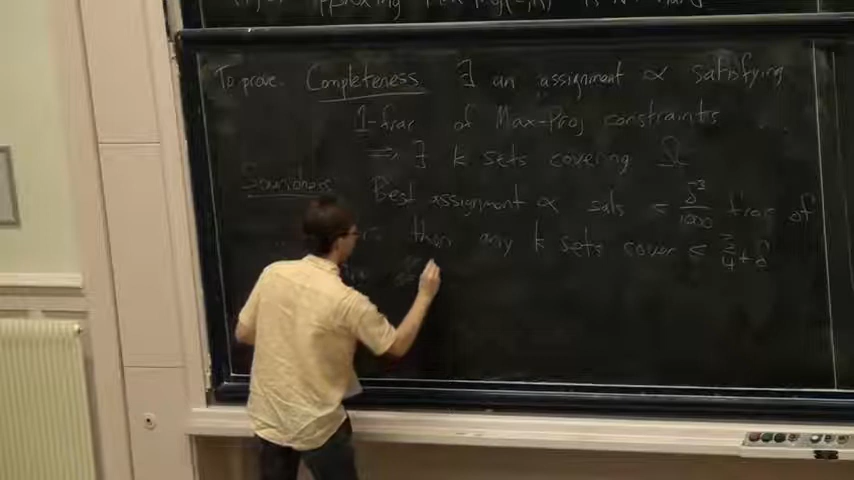 To prove. Completeness ∃ an assignment α satisfying
1-frac of Max-Proj constraints
⟹ ∃ k sets covering Ω
Soundness Best assignment α sats < δ³/1000 frac of
then any k sets cover ≤ 3/4 + δ